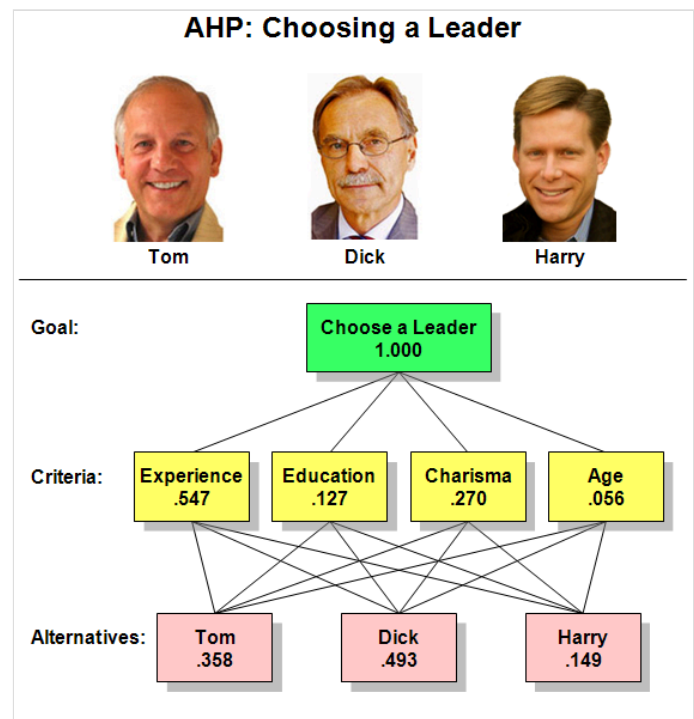 AHP: Choosing a Leader
Tom
Dick
Harry
Goal:
Choose a Leader
1.000
Criteria:
Experience
.547
Education
.127
Charisma
.270
Age
.056
Alternatives:
Tom
.358
Dick
.493
Harry
.149